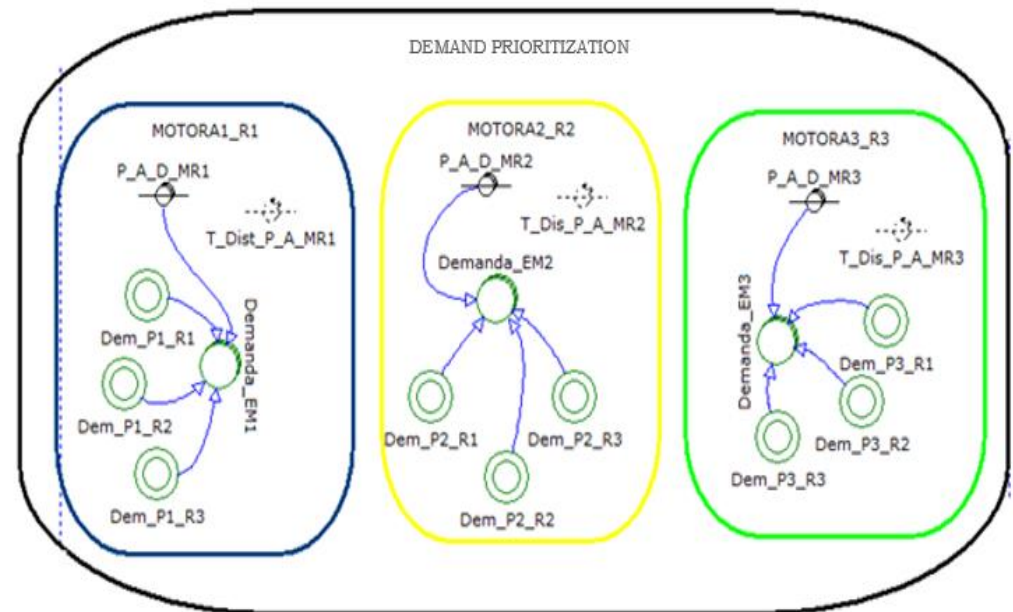 DEMAND PRIORITIZATION
MOTORA1_R1
P_A_D_MR1
T_Dist_P_A_MR1
Dem_P1_R1
Demanda_EM1
Dem_P1_R2
Dem_P1_R3
MOTORA2_R2
P_A_D_MR2
T_Dis_P_A_MR2
Demanda_EM2
Dem_P2_R1
Dem_P2_R3
Dem_P2_R2
MOTORA3_R3
P_A_D_MR3
T_Dis_P_A_MR3
Demanda_EM3
Dem_P3_R1
Dem_P3_R2
Dem_P3_R3